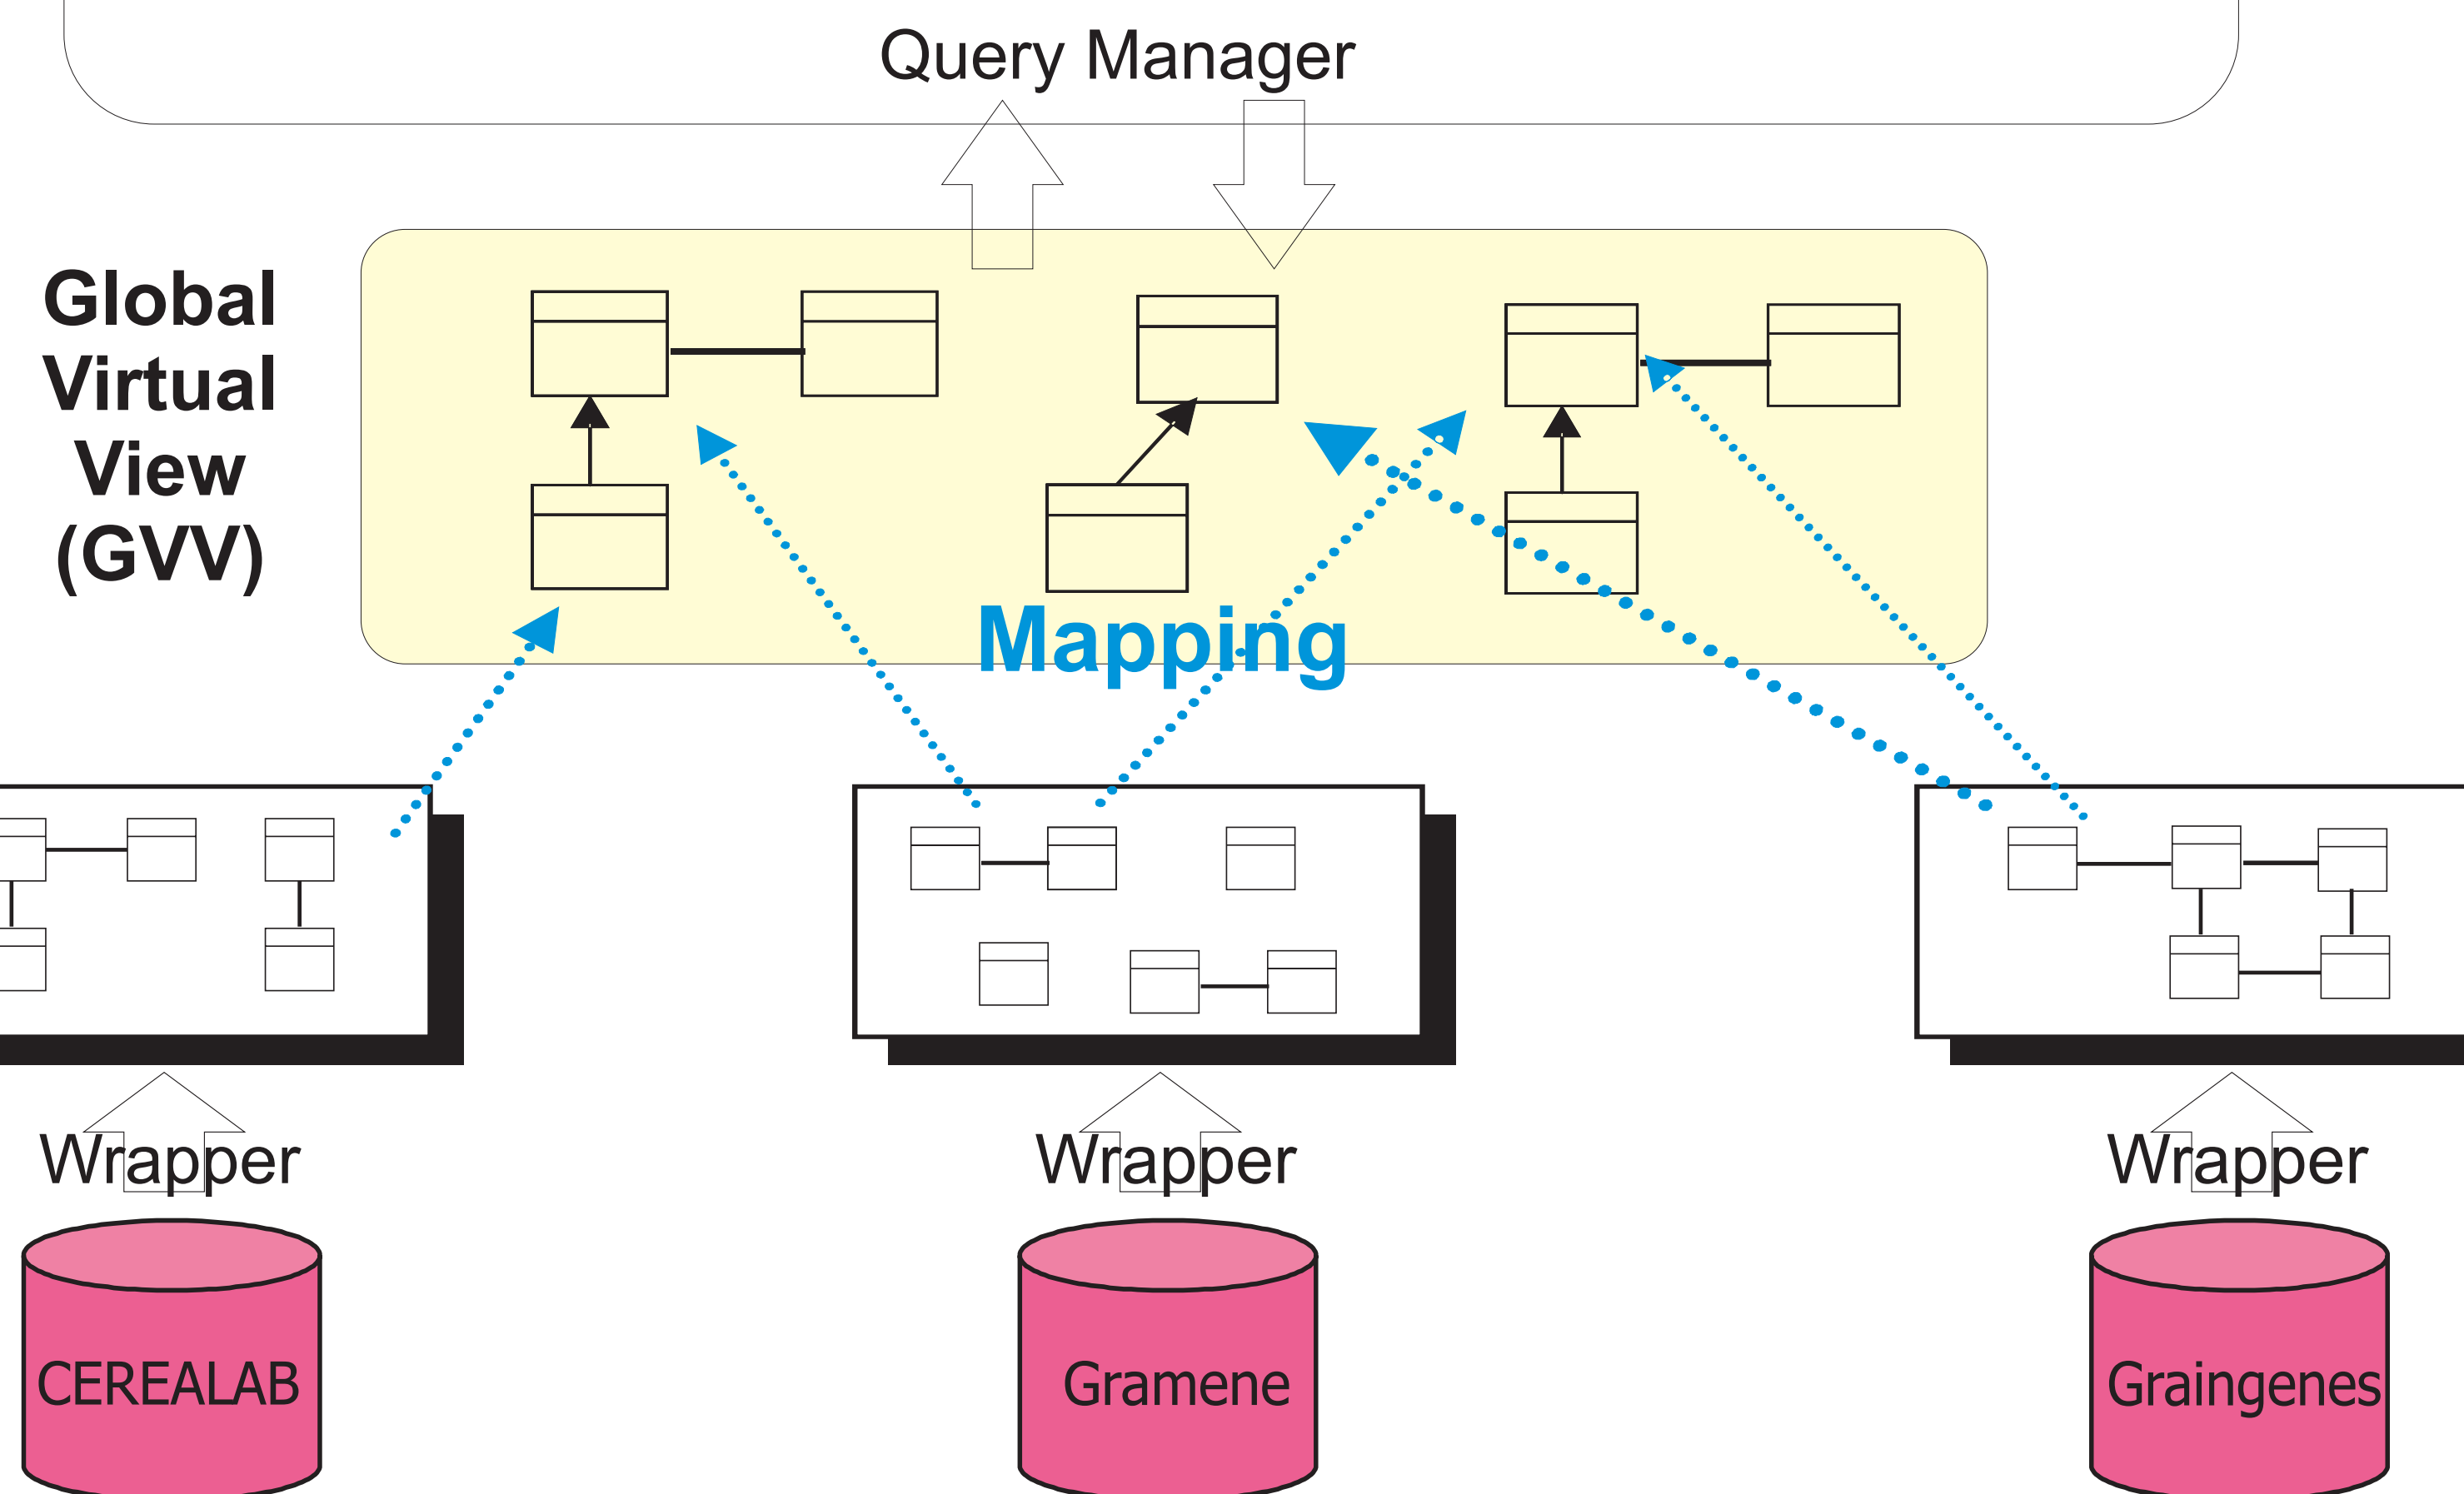 Query Manager
Global
Virtual
View
(GVV)
Mapping
Wrapper
Wrapper
Wrapper
CEREALAB
Gramene
Graingenes